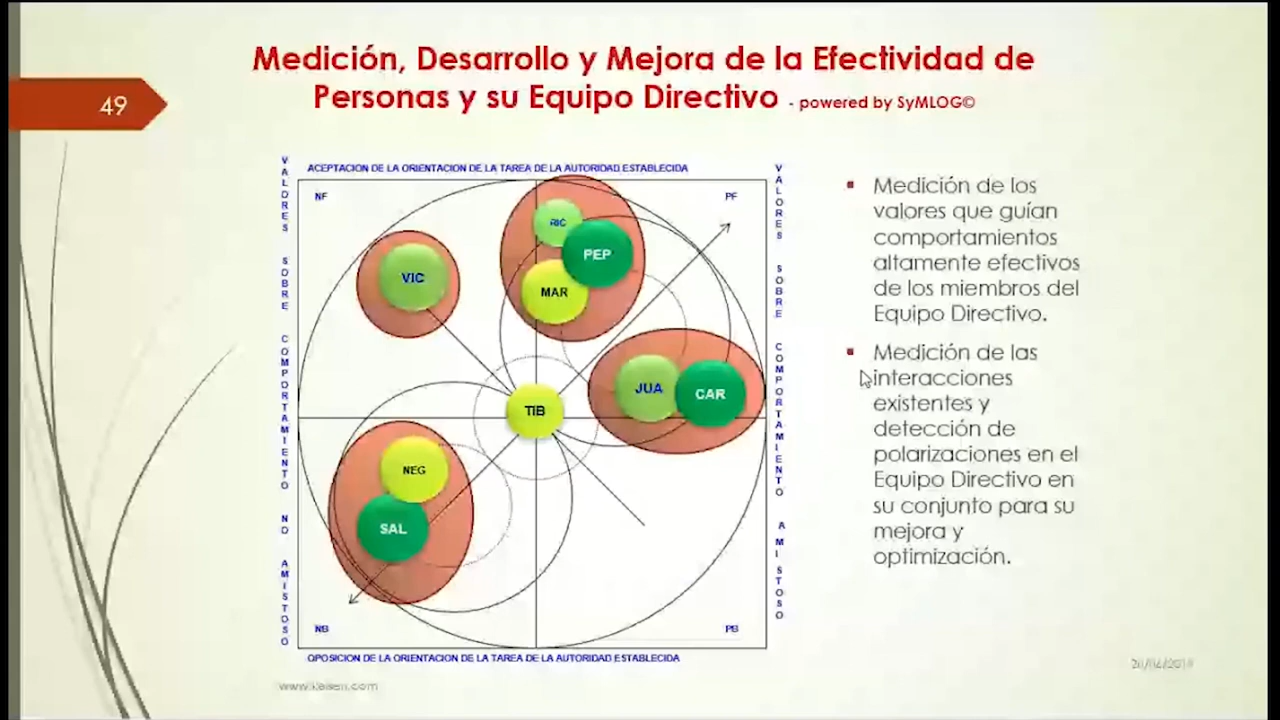 Medición, Desarrollo y Mejora de la Efectividad de
Personas y su Equipo Directivo - powered by SyMLOG©
49
ACEPTACION DE LA ORIENTACION DE LA TAREA DE LA AUTORIDAD ESTABLECIDA
VALORES SOBRE COMPORTAMIENTO NO AMISTOSO
VALORES SOBRE COMPORTAMIENTO AMISTOSO
NF
PF
RIC
PEP
VIC
MAR
JUA
CAR
TIB
NEG
SAL
NB
PB
OPOSICION DE LA ORIENTACION DE LA TAREA DE LA AUTORIDAD ESTABLECIDA
Medición de los
valores que guían
comportamientos
altamente efectivos
de los miembros del
Equipo Directivo.
Medición de las
interacciones
existentes y
detección de
polarizaciones en el
Equipo Directivo en
su conjunto para su
mejora y
optimización.